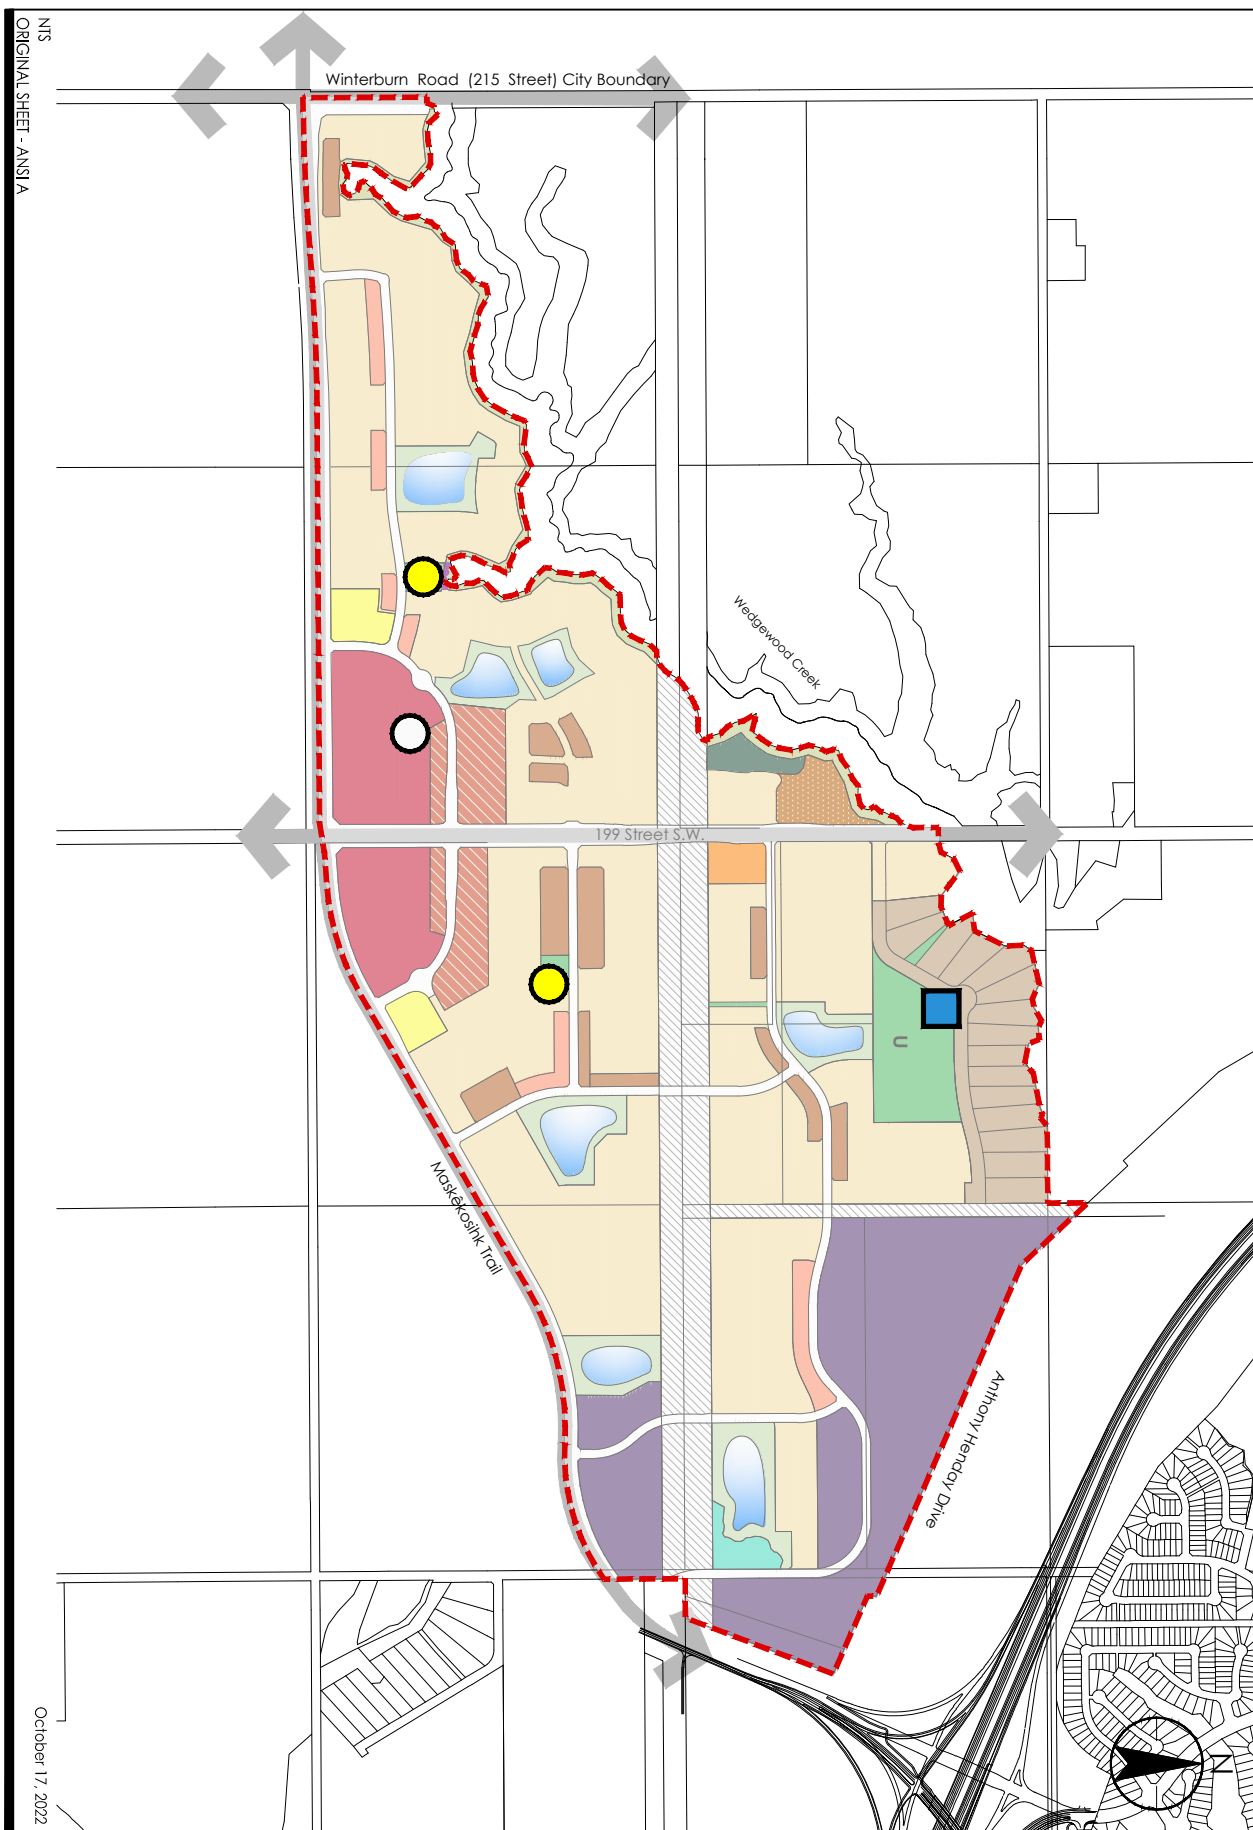 NTS
ORIGINAL SHEET - ANSI A
Winterburn Road (215 Street) City Boundary
Wedgewood Creek
199 Street S.W.
U
Maskêkosihk Trail
Anthony Henday Drive
N
October 17, 2022